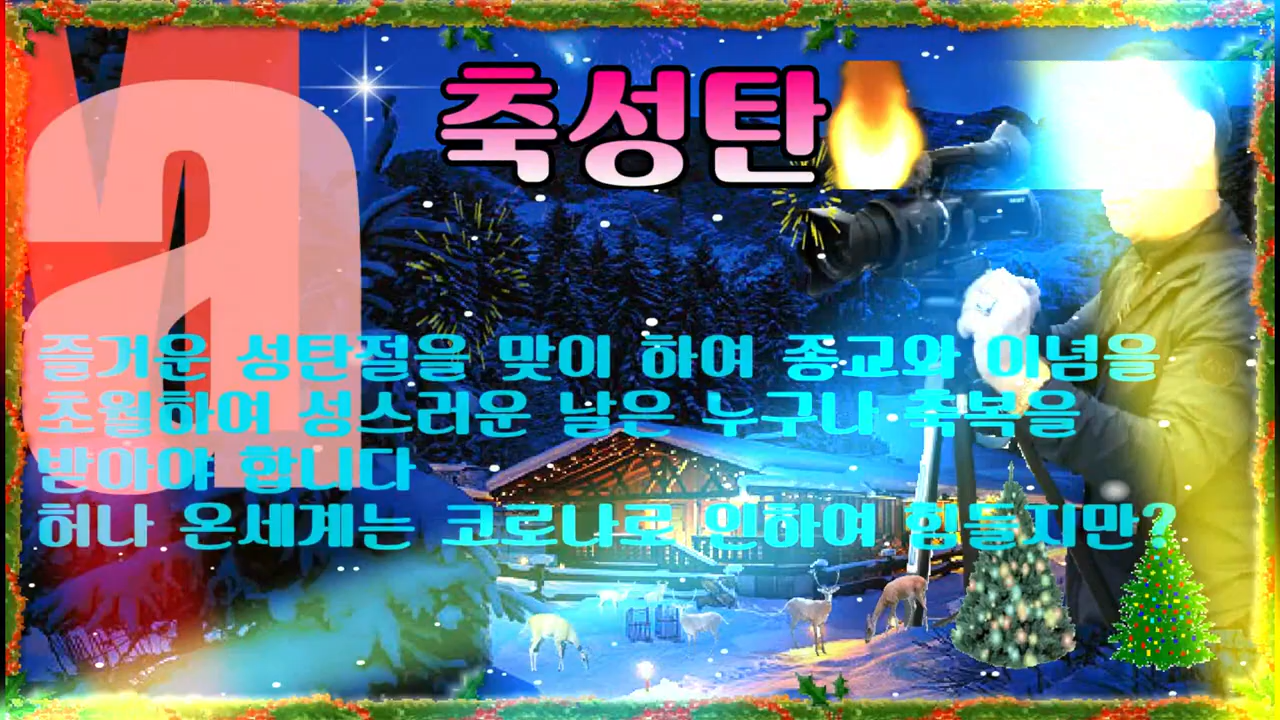 축성탄
a
즐거운 성탄절을 맞이 하여 종교와 이념을
초월하여 성스러운 날은 누구나 축복을
받아야 합니다
허나 온세계는 코로나로 인하여 힘들지만?